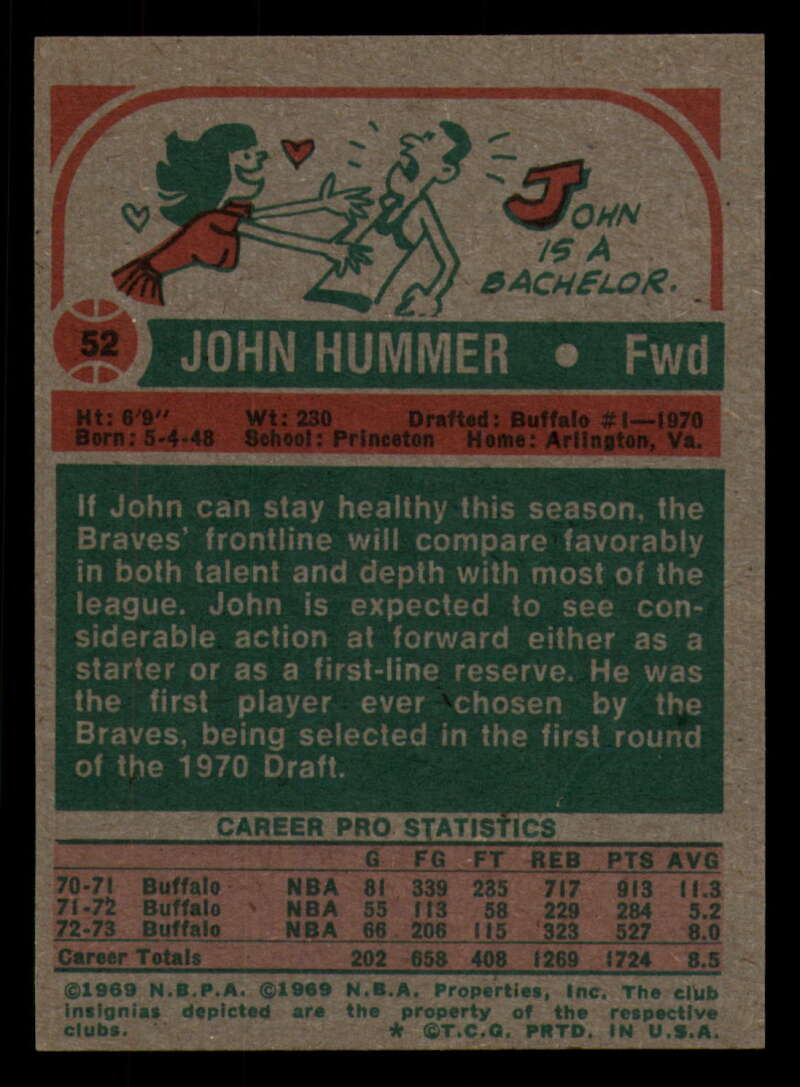 JOHN
IS A
BACHELOR.
52 JOHN HUMMER • Fwd
Ht: 6'9" Wt: 230 Drafted: Buffalo #1—1970
Born: 5-4-48 School: Princeton Home: Arlington, Va.
If John can stay healthy this season, the
Braves' frontline will compare favorably
in both talent and depth with most of the
league. John is expected to see con-
siderable action at forward either as a
starter or as a first-line reserve. He was
the first player ever chosen by the
Braves, being selected in the first round
of the 1970 Draft.
CAREER PRO STATISTICS
G FG FT REB PTS AVG
70-71 Buffalo NBA 81 339 235 717 913 11.3
71-72 Buffalo NBA 55 113 58 229 284 5.2
72-73 Buffalo NBA 66 206 115 323 527 8.0
Career Totals 202 658 408 1269 1724 8.5
©1969 N.B.P.A. ©1969 N.B.A. Properties, Inc. The club
insignias depicted are the property of the respective
clubs. * ©T.C.G. PRTD. IN U.S.A.